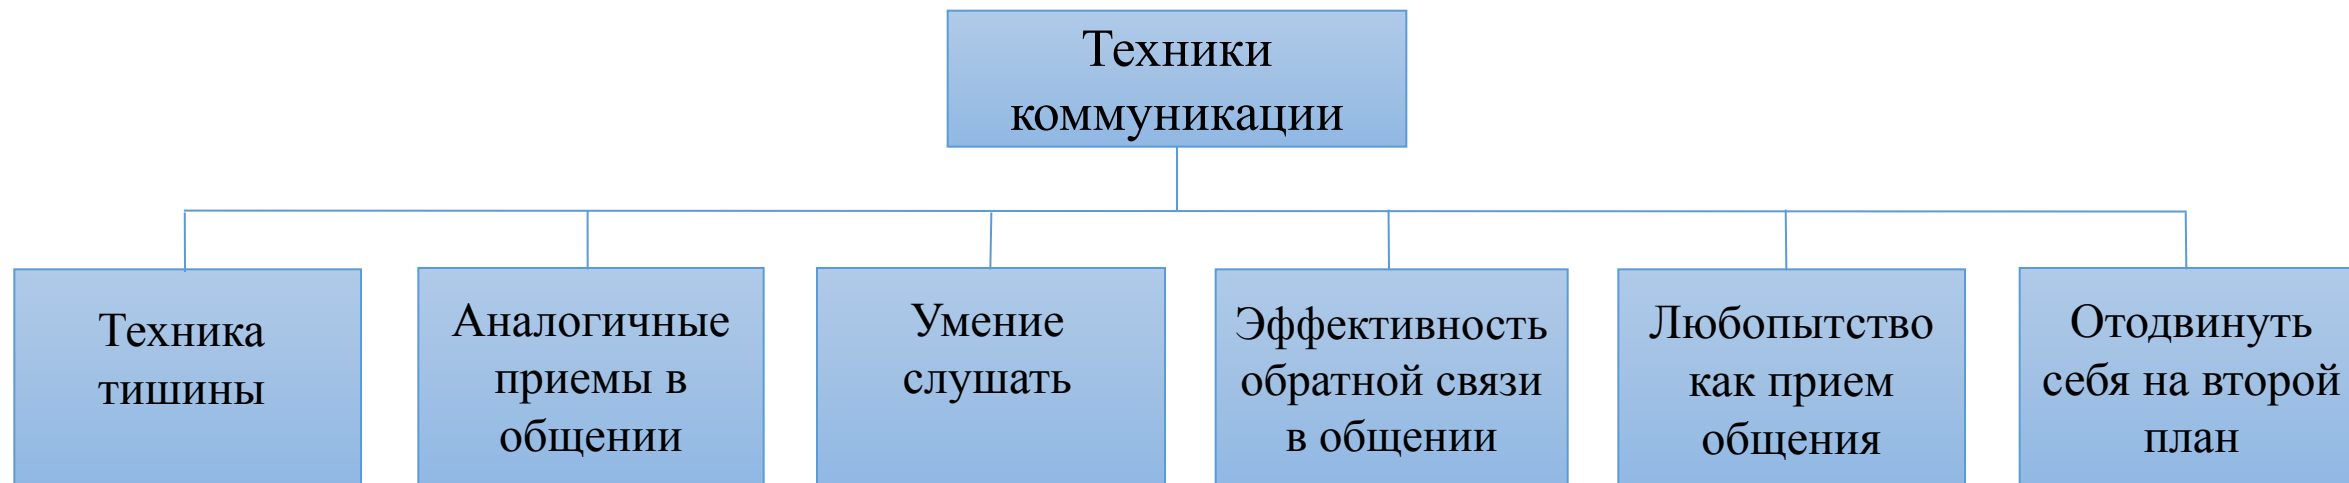 Техники
коммуникации
Техника
тишины
Аналогичные
приемы в
общении
Умение
слушать
Эффективность
обратной связи
в общении
Любопытство
как прием
общения
Отодвинуть
себя на второй
план